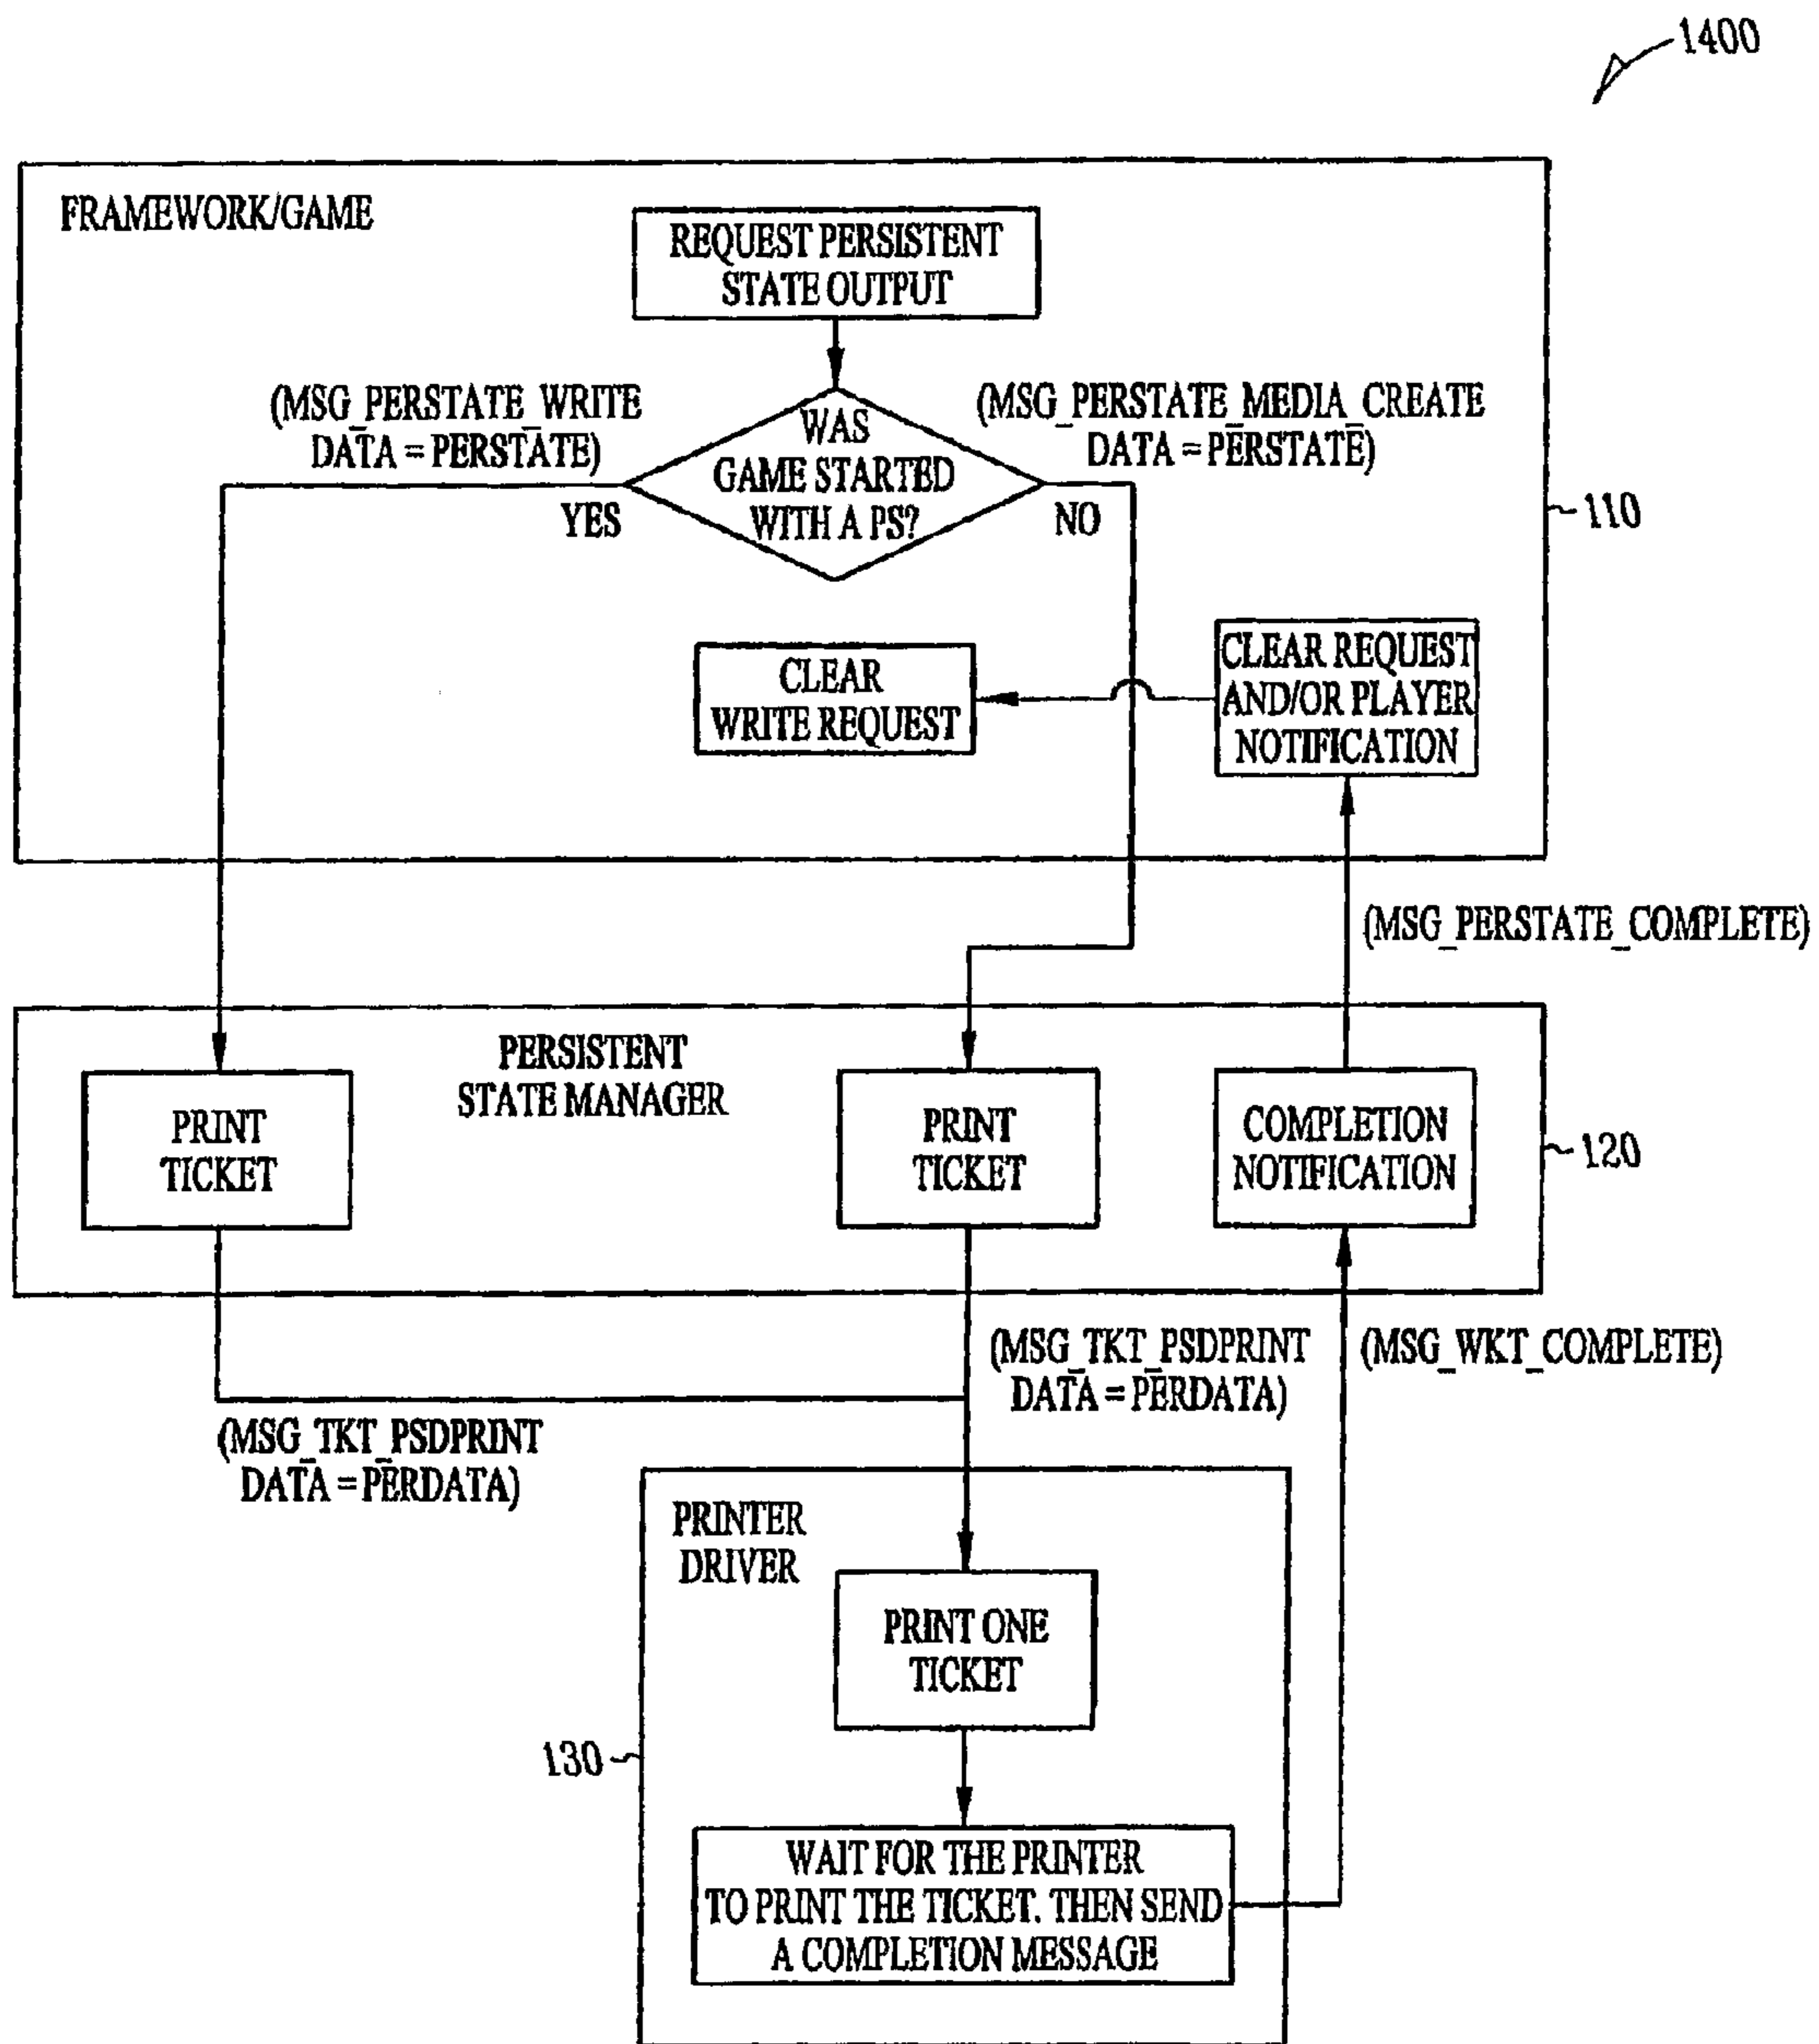 1400
FRAMEWORK/GAME
REQUEST PERSISTENT
STATE OUTPUT
(MSG_PERSTATE_WRITE
DATA = PERSTATE)
(MSG_PERSTATE_MEDIA_CREATE
DATA = PERSTATE)
WAS
GAME STARTED
WITH A PS?
YES
NO
110
CLEAR
WRITE REQUEST
CLEAR REQUEST
AND/OR PLAYER
NOTIFICATION
(MSG_PERSTATE_COMPLETE)
PERSISTENT
STATE MANAGER
PRINT
TICKET
PRINT
TICKET
COMPLETION
NOTIFICATION
120
(MSG_TKT_PSDPRINT
DATA = PERDATA)
(MSG_TKT_PSDPRINT
DATA = PERDATA)
(MSG_WKT_COMPLETE)
PRINTER
DRIVER
PRINT ONE
TICKET
130
WAIT FOR THE PRINTER
TO PRINT THE TICKET. THEN SEND
A COMPLETION MESSAGE